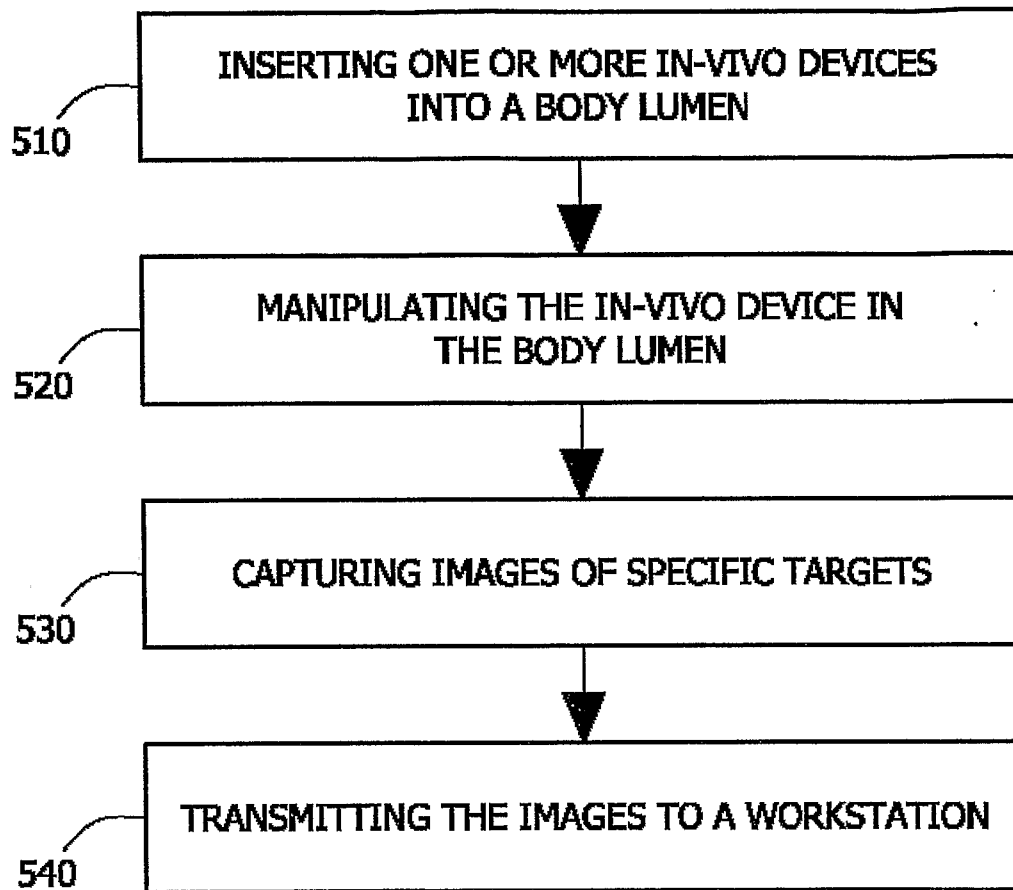 INSERTING ONE OR MORE IN-VIVO DEVICES
INTO A BODY LUMEN
510
MANIPULATING THE IN-VIVO DEVICE IN
THE BODY LUMEN
520
CAPTURING IMAGES OF SPECIFIC TARGETS
530
TRANSMITTING THE IMAGES TO A WORKSTATION
540